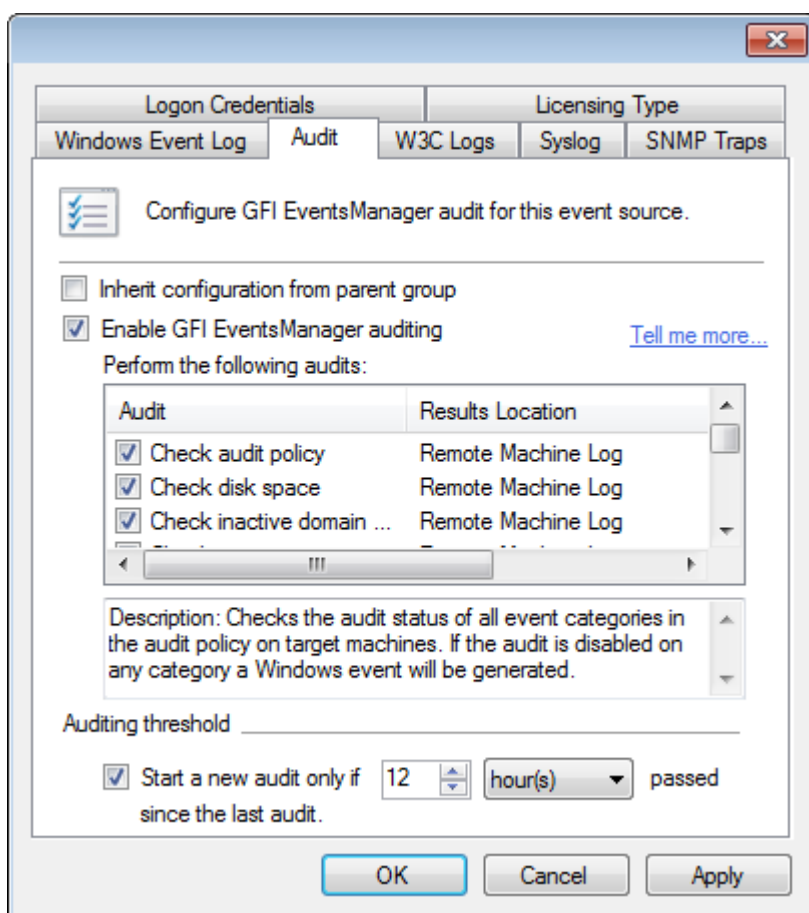 Logon Credentials
Licensing Type
Windows Event Log
Audit
W3C Logs
Syslog
SNMP Traps
Configure GFI EventsManager audit for this event source.
Inherit configuration from parent group
Enable GFI EventsManager auditing
Tell me more...
Perform the following audits:
Audit Results Location
Check audit policy Remote Machine Log
Check disk space Remote Machine Log
Check inactive domain ... Remote Machine Log
Description: Checks the audit status of all event categories in
the audit policy on target machines. If the audit is disabled on
any category a Windows event will be generated.
Auditing threshold
Start a new audit only if 12 hour(s) passed
since the last audit.
OK
Cancel
Apply